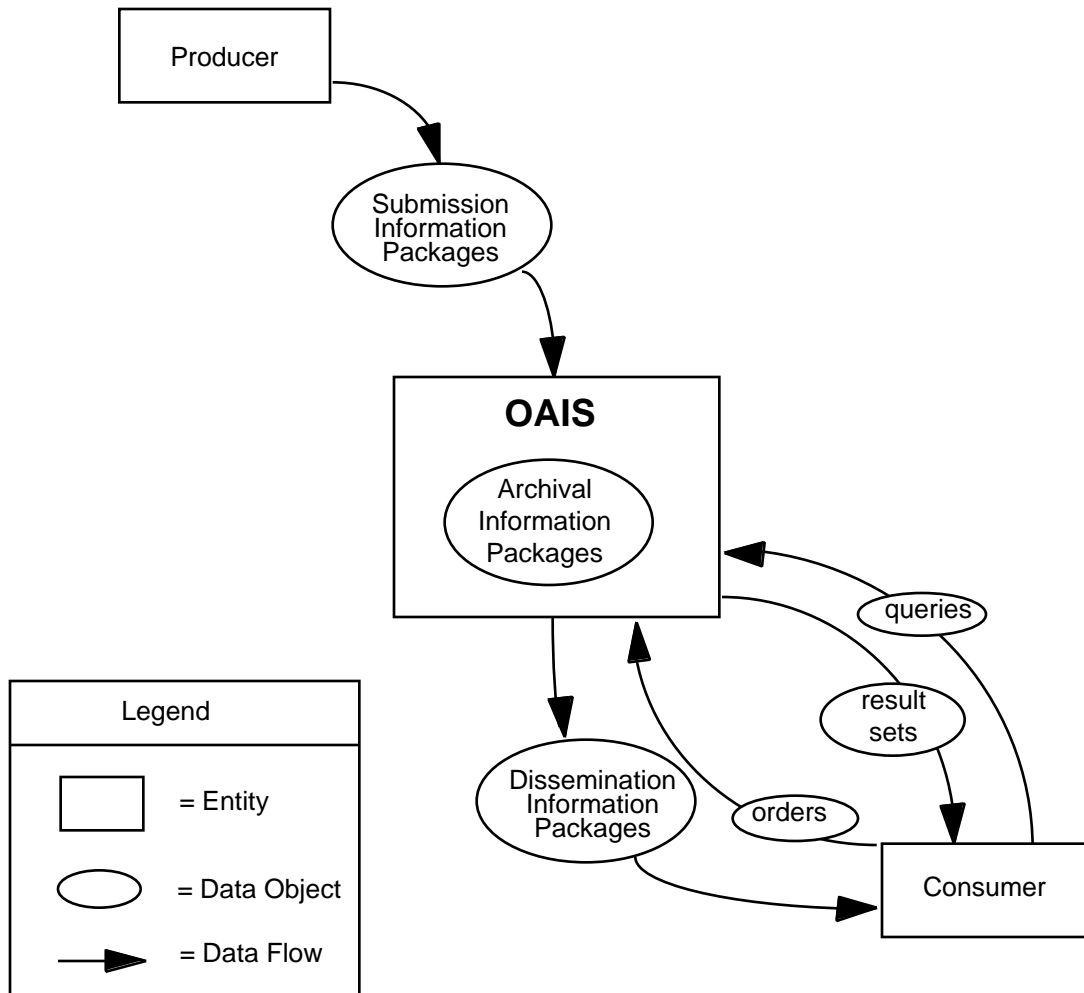 Producer
Submission
Information
Packages
OAIS
Archival
Information
Packages
queries
result
sets
Dissemination
Information
Packages
orders
Consumer
Legend
= Entity
= Data Object
= Data Flow